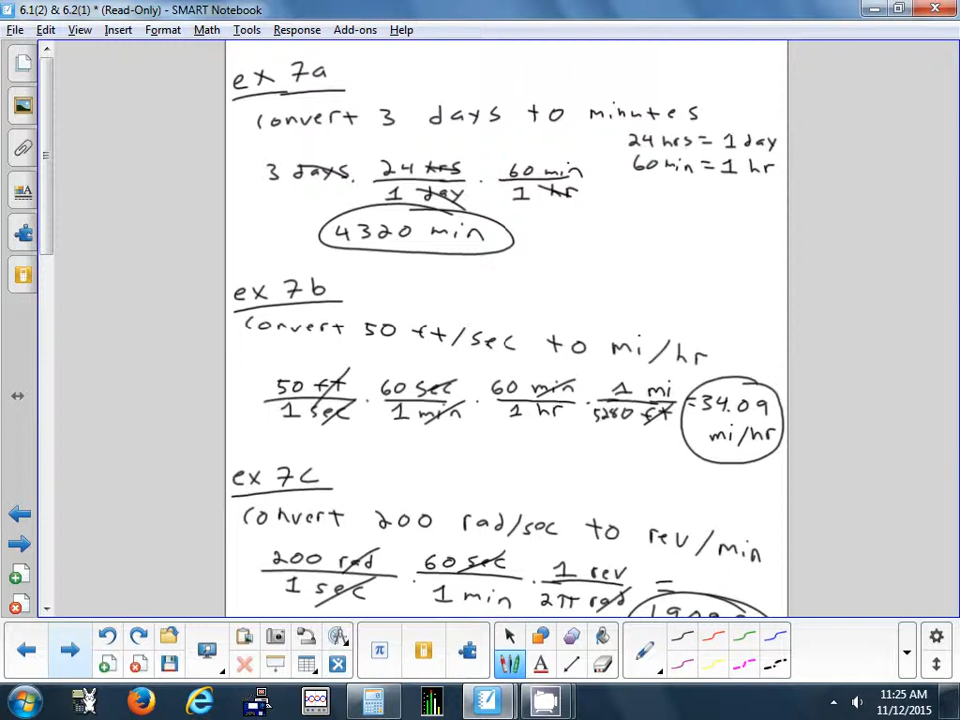 6.1(2) & 6.2(1) * (Read-Only) — SMART Notebook
File Edit View Insert Format Math Tools Response Add-ons Help
ex 7a
convert 3 days to minutes
24 hrs = 1 day
60 min = 1 hr
3 days · 24 hrs / 1 day · 60 min / 1 hr
4320 min
ex 7b
convert 50 ft/sec to mi/hr
50 ft / 1 sec · 60 sec / 1 min · 60 min / 1 hr · 1 mi / 5280 ft = 34.09 mi/hr
ex 7c
convert 200 rad/sec to rev/min
200 rad / 1 sec · 60 sec / 1 min · 1 rev / 2π rad =
11:25 AM
11/12/2015